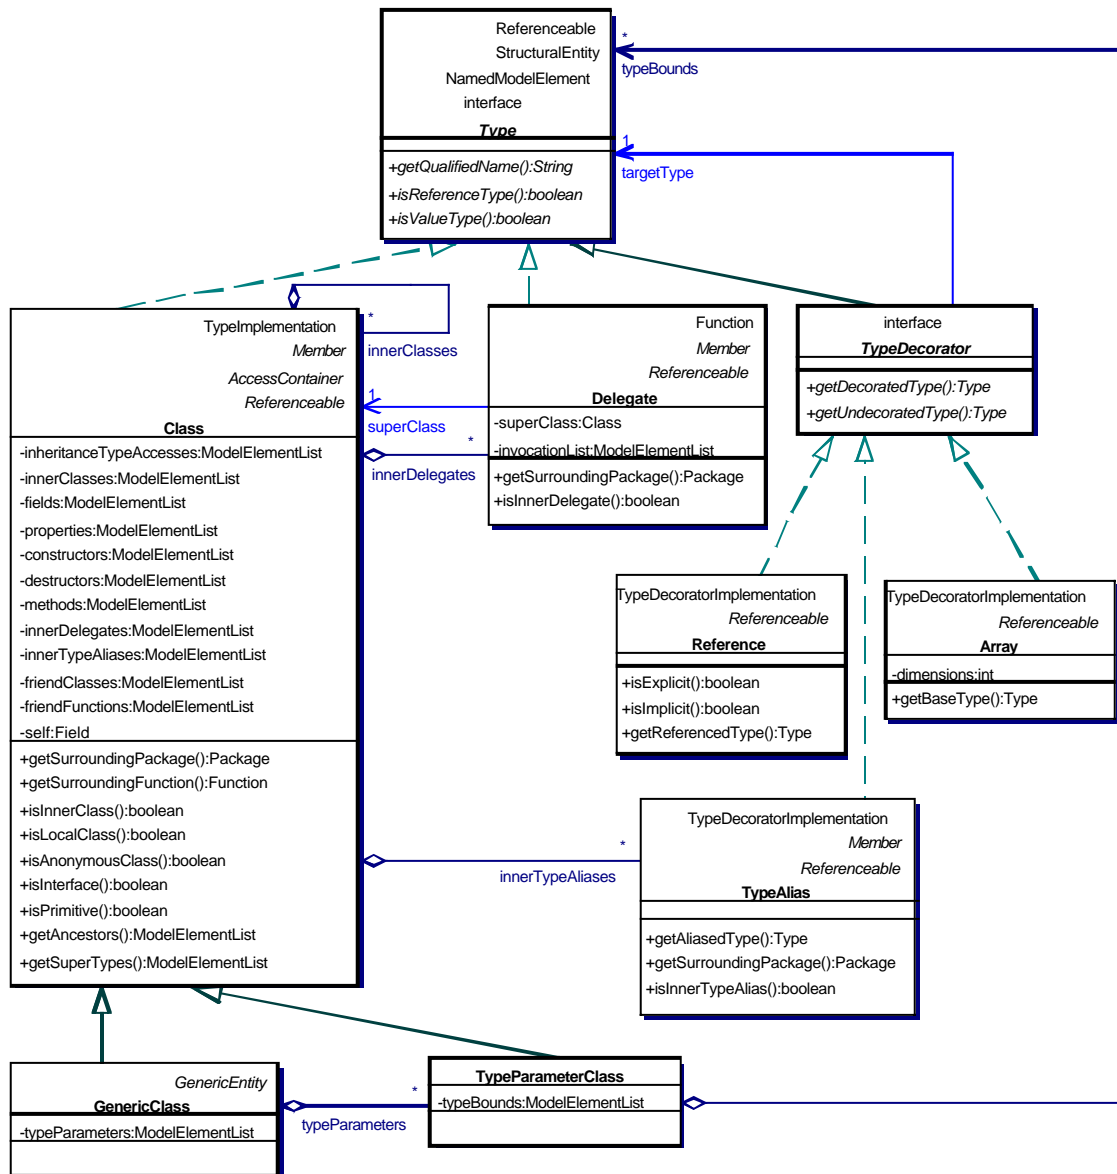 Referenceable
StructuralEntity
NamedModelElement
interface
Type
+getQualifiedName():String
+isReferenceType():boolean
+isValueType():boolean
*
typeBounds
1
targetType
TypeImplementation
Member
AccessContainer
Referenceable
Class
-inheritanceTypeAccesses:ModelElementList
-innerClasses:ModelElementList
-fields:ModelElementList
-properties:ModelElementList
-constructors:ModelElementList
-destructors:ModelElementList
-methods:ModelElementList
-innerDelegates:ModelElementList
-innerTypeAliases:ModelElementList
-friendClasses:ModelElementList
-friendFunctions:ModelElementList
-self:Field
+getSurroundingPackage():Package
+getSurroundingFunction():Function
+isInnerClass():boolean
+isLocalClass():boolean
+isAnonymousClass():boolean
+isInterface():boolean
+isPrimitive():boolean
+getAncestors():ModelElementList
+getSuperTypes():ModelElementList
*
innerClasses
1
superClass
*
innerDelegates
Function
Member
Referenceable
Delegate
-superClass:Class
-invocationList:ModelElementList
+getSurroundingPackage():Package
+isInnerDelegate():boolean
interface
TypeDecorator
+getDecoratedType():Type
+getUndecoratedType():Type
TypeDecoratorImplementation
Referenceable
Reference
+isExplicit():boolean
+isImplicit():boolean
+getReferencedType():Type
TypeDecoratorImplementation
Referenceable
Array
-dimensions:int
+getBaseType():Type
*
innerTypeAliases
TypeDecoratorImplementation
Member
Referenceable
TypeAlias
+getAliasedType():Type
+getSurroundingPackage():Package
+isInnerTypeAlias():boolean
GenericEntity
GenericClass
-typeParameters:ModelElementList
*
typeParameters
TypeParameterClass
-typeBounds:ModelElementList